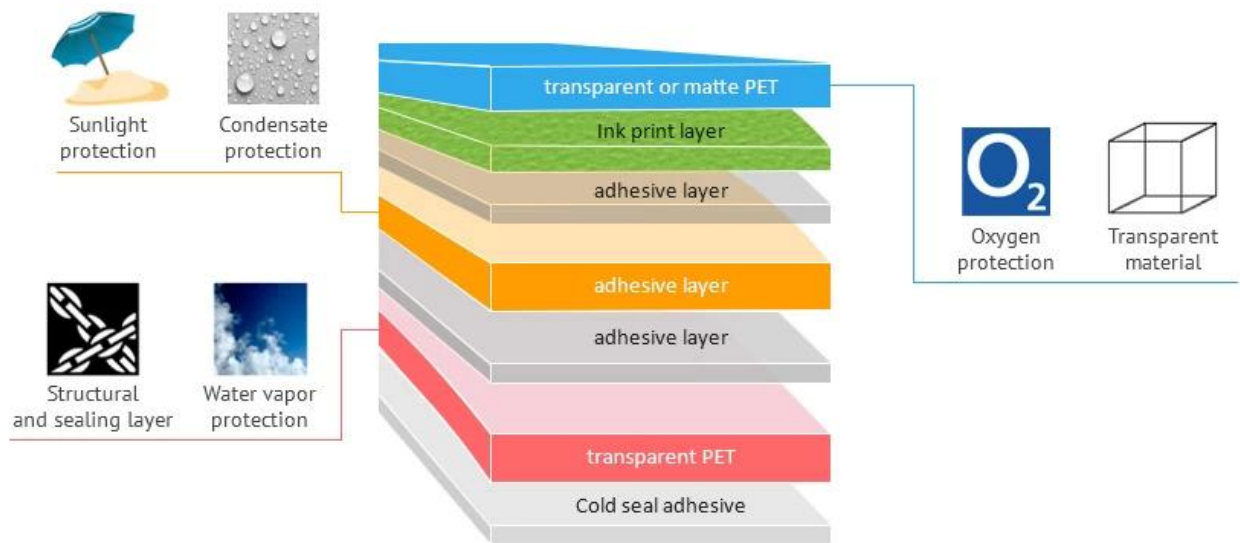 Sunlight
protection
Condensate
protection
transparent or matte PET
Ink print layer
adhesive layer
adhesive layer
adhesive layer
transparent PET
Cold seal adhesive
Structural
and sealing layer
Water vapor
protection
O2
Oxygen
protection
Transparent
material